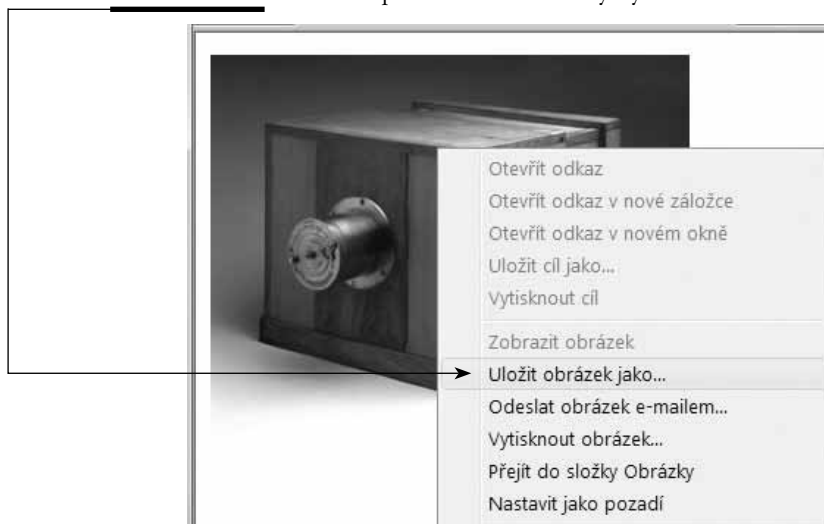 Otevřít odkaz
Otevřít odkaz v nové záložce
Otevřít odkaz v novém okně
Uložit cíl jako...
Vytisknout cíl
Zobrazit obrázek
Uložit obrázek jako...
Odeslat obrázek e-mailem...
Vytisknout obrázek...
Přejít do složky Obrázky
Nastavit jako pozadí